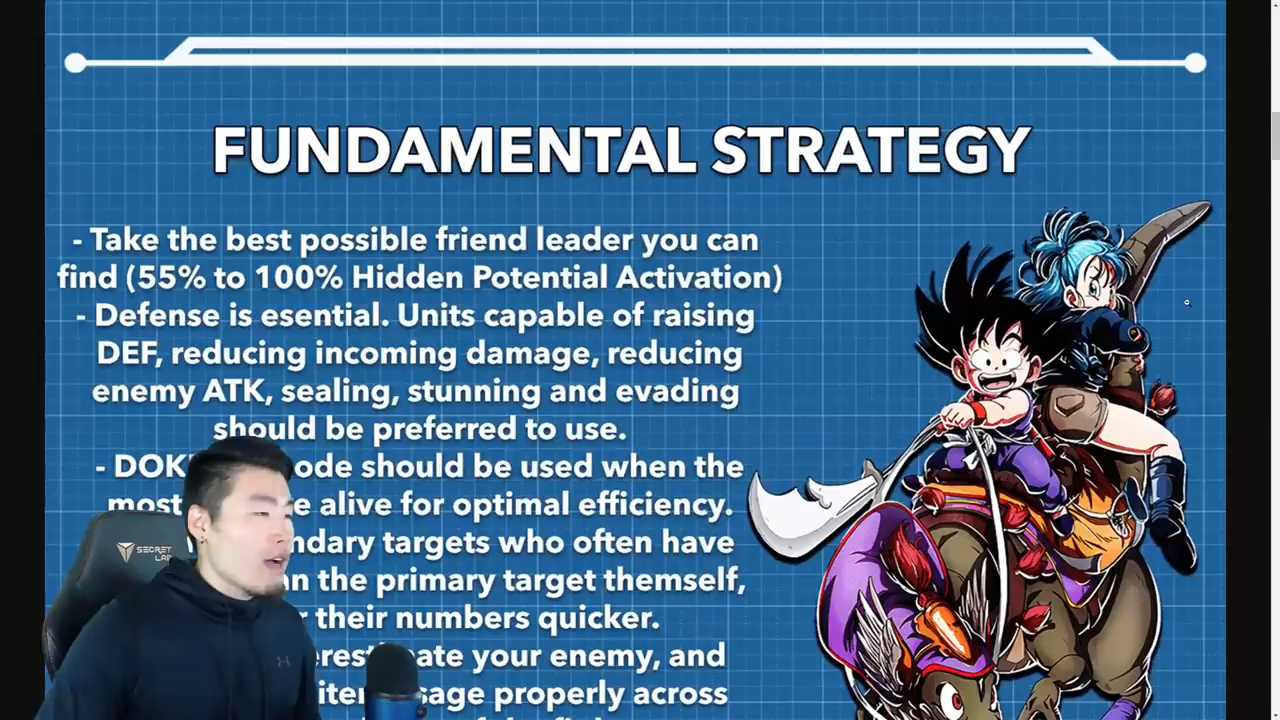 FUNDAMENTAL STRATEGY
- Take the best possible friend leader you can
find (55% to 100% Hidden Potential Activation)
- Defense is esential. Units capable of raising
DEF, reducing incoming damage, reducing
enemy ATK, sealing, stunning and evading
should be preferred to use.
- DOK ode should be used when the
most e alive for optimal efficiency.
ndary targets who often have
an the primary target themself,
their numbers quicker.
ate your enemy, and
sage properly across
SECRET
LAB